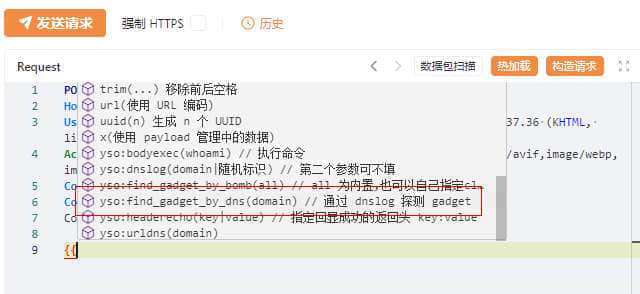 发送请求 强制 HTTPS 历史
Request 数据包扫描 热加载 构造请求
1 PO trim(...) 移除前后空格
2 Ho url(使用 URL 编码)
3 Us uuid(n) 生成 n 个 UUID 37.36 (KHTML,
li x(使用 payload 管理中的数据)
4 Ac yso:bodyexec(whoami) // 执行命令 /avif,image/webp,
im yso:dnslog(domain|随机标识) // 第二个参数可不填
5 Co yso:find_gadget_by_bomb(all) // all 为内置,也可以自己指定cl
6 Co yso:find_gadget_by_dns(domain) // 通过 dnslog 探测 gadget
7 Co yso:headerecho(key|value) // 指定回显成功的返回头 key:value
8 yso:urldns(domain)
9 {{